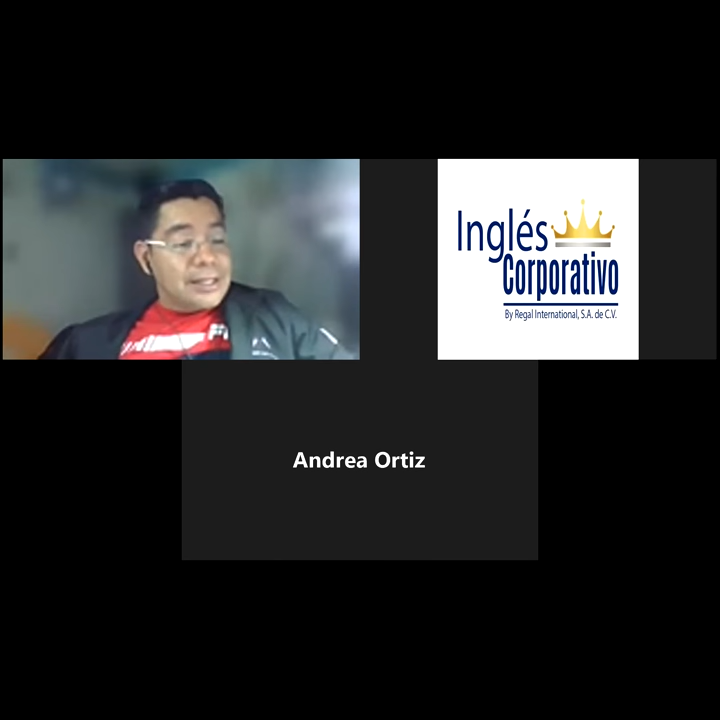 Inglés
Corporativo
By Regal International, S.A. de C.V.
Andrea Ortiz